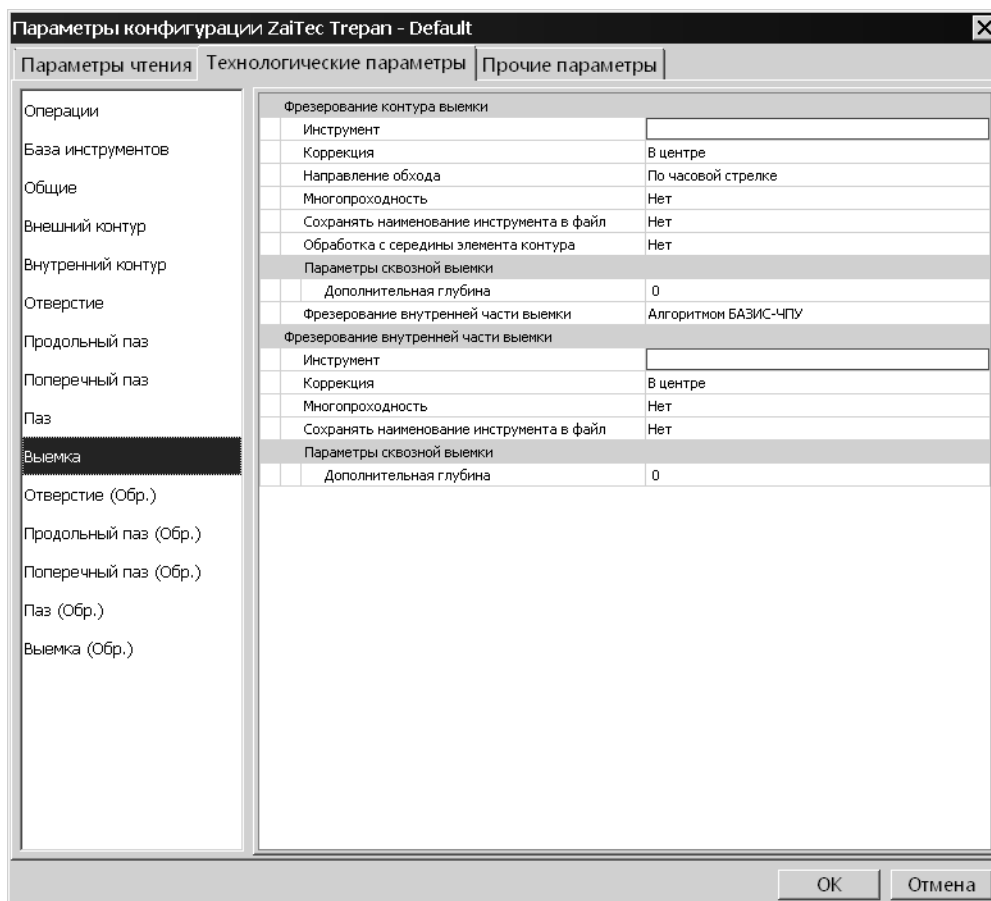 Параметры конфигурации ZaiTec Trepan - Default
Параметры чтения Технологические параметры Прочие параметры
Операции
База инструментов
Общие
Внешний контур
Внутренний контур
Отверстие
Продольный паз
Поперечный паз
Паз
Выемка
Отверстие (Обр.)
Продольный паз (Обр.)
Поперечный паз (Обр.)
Паз (Обр.)
Выемка (Обр.)
Фрезерование контура выемки
Инструмент
Коррекция В центре
Направление обхода По часовой стрелке
Многопроходность Нет
Сохранять наименование инструмента в файл Нет
Обработка с середины элемента контура Нет
Параметры сквозной выемки
Дополнительная глубина 0
Фрезерование внутренней части выемки Алгоритмом БАЗИС-ЧПУ
Фрезерование внутренней части выемки
Инструмент
Коррекция В центре
Многопроходность Нет
Сохранять наименование инструмента в файл Нет
Параметры сквозной выемки
Дополнительная глубина 0
OK Отмена